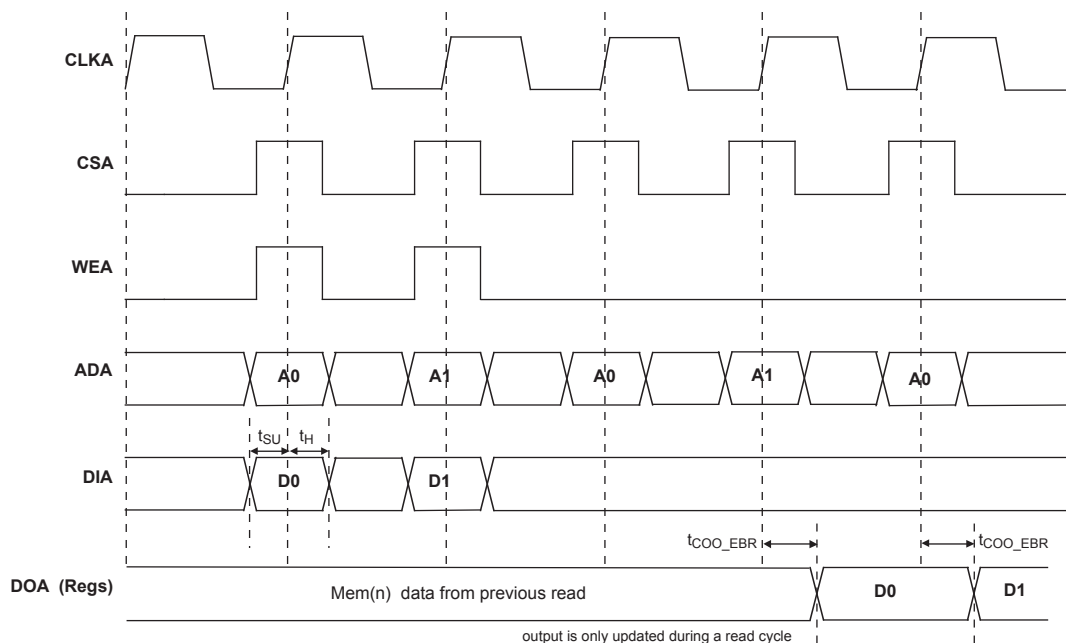 CLKA
CSA
WEA
ADA A0 A1 A0 A1 A0
tSU tH
DIA D0 D1
tCOO_EBR tCOO_EBR
DOA (Regs) Mem(n) data from previous read D0 D1
output is only updated during a read cycle